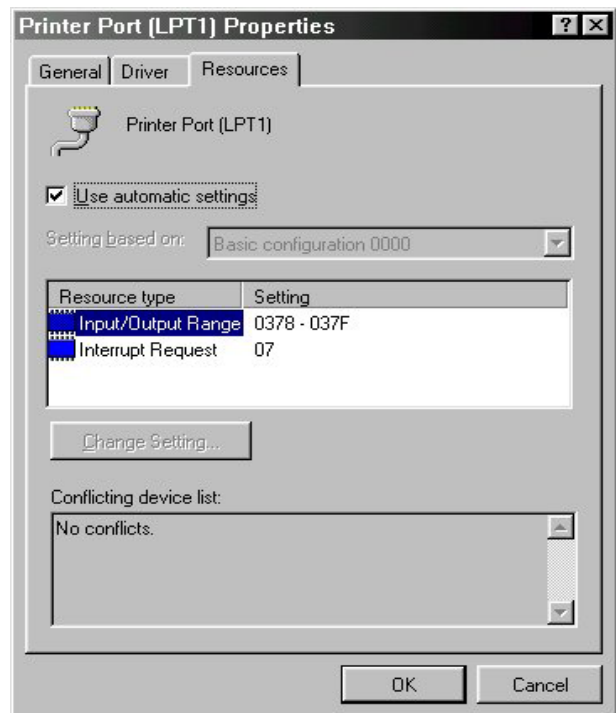 Printer Port (LPT1) Properties
General Driver Resources
Printer Port (LPT1)
Use automatic settings
Setting based on: Basic configuration 0000
Resource type Setting
Input/Output Range 0378 - 037F
Interrupt Request 07
Change Setting...
Conflicting device list:
No conflicts.
OK Cancel